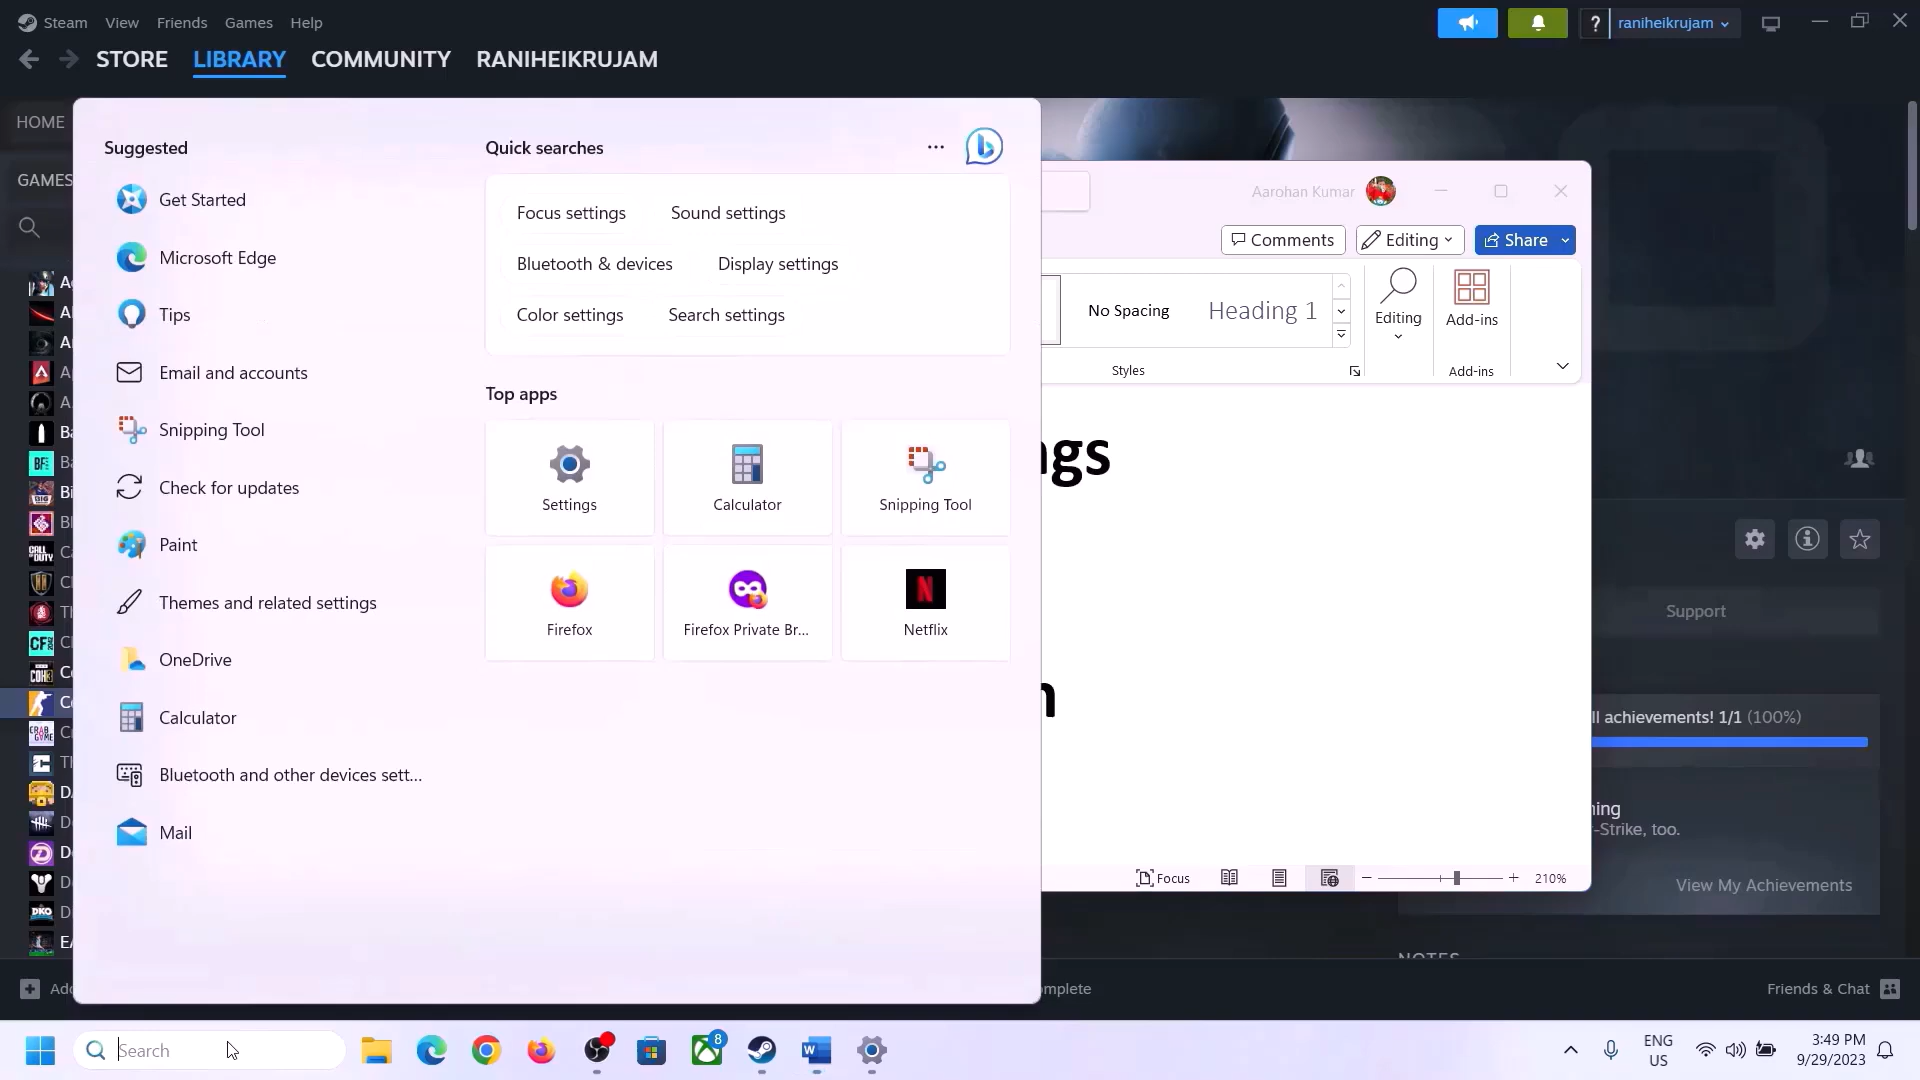 Steam View Friends Games Help
? raniheikrujam
STORE LIBRARY COMMUNITY RANIHEIKRUJAM
HOME
GAMES
Suggested
Get Started
Microsoft Edge
Tips
Email and accounts
Snipping Tool
Check for updates
Paint
Themes and related settings
OneDrive
Calculator
Bluetooth and other devices sett...
Mail
Quick searches
Focus settings Sound settings
Bluetooth & devices Display settings
Color settings Search settings
Top apps
Settings Calculator Snipping Tool
Firefox Firefox Private Br... Netflix
Aarohan Kumar
Comments Editing Share
No Spacing Heading 1
Editing Add-ins
Styles Add-ins
ngs
n
Focus 210%
Support
ll achievements! 1/1 (100%)
ning
-Strike, too.
View My Achievements
NOTES
Add
omplete
Friends & Chat
Search
8
ENG
US
3:49 PM
9/29/2023